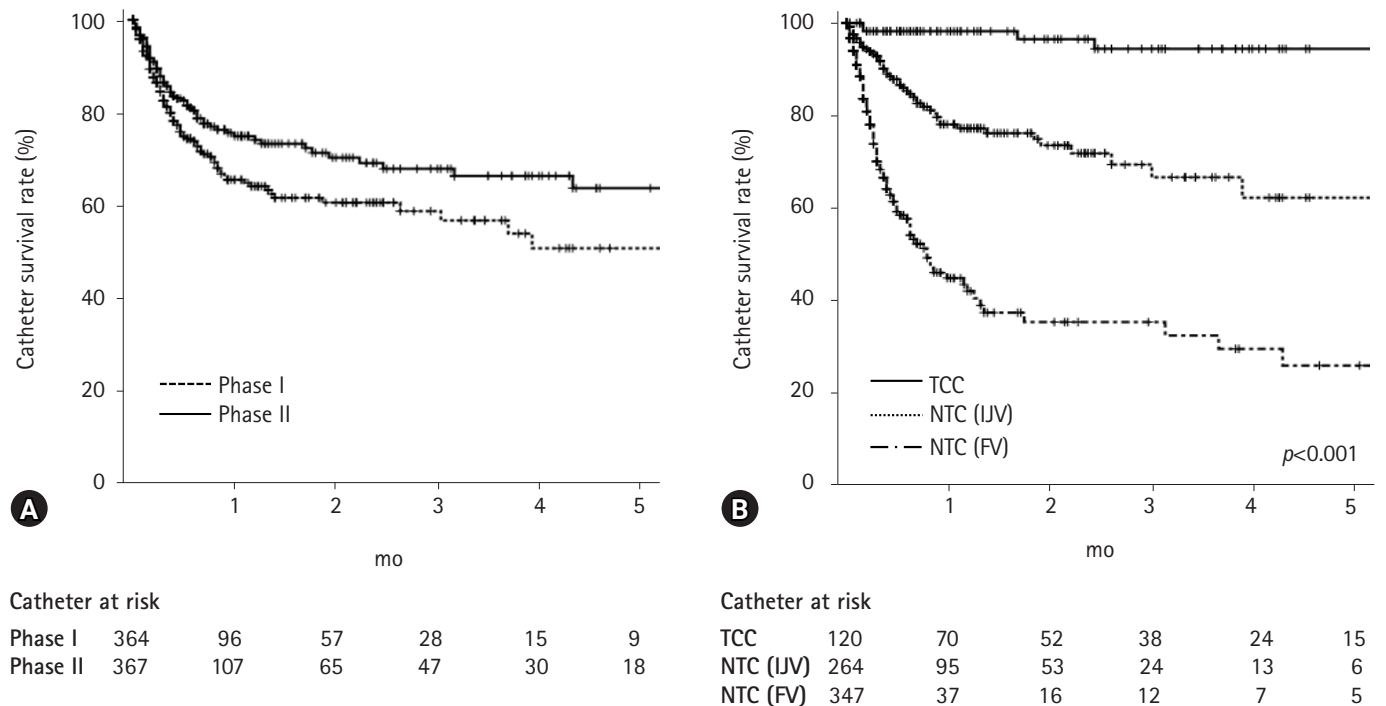 Catheter survival rate (%)
100
80
60
40
20
0
Phase I
Phase II
1 2 3 4 5
mo
A
Catheter at risk
Phase I 364 96 57 28 15 9
Phase II 367 107 65 47 30 18
Catheter survival rate (%)
100
80
60
40
20
0
TCC
NTC (IJV)
NTC (FV)
p<0.001
1 2 3 4 5
mo
B
Catheter at risk
TCC 120 70 52 38 24 15
NTC (IJV) 264 95 53 24 13 6
NTC (FV) 347 37 16 12 7 5